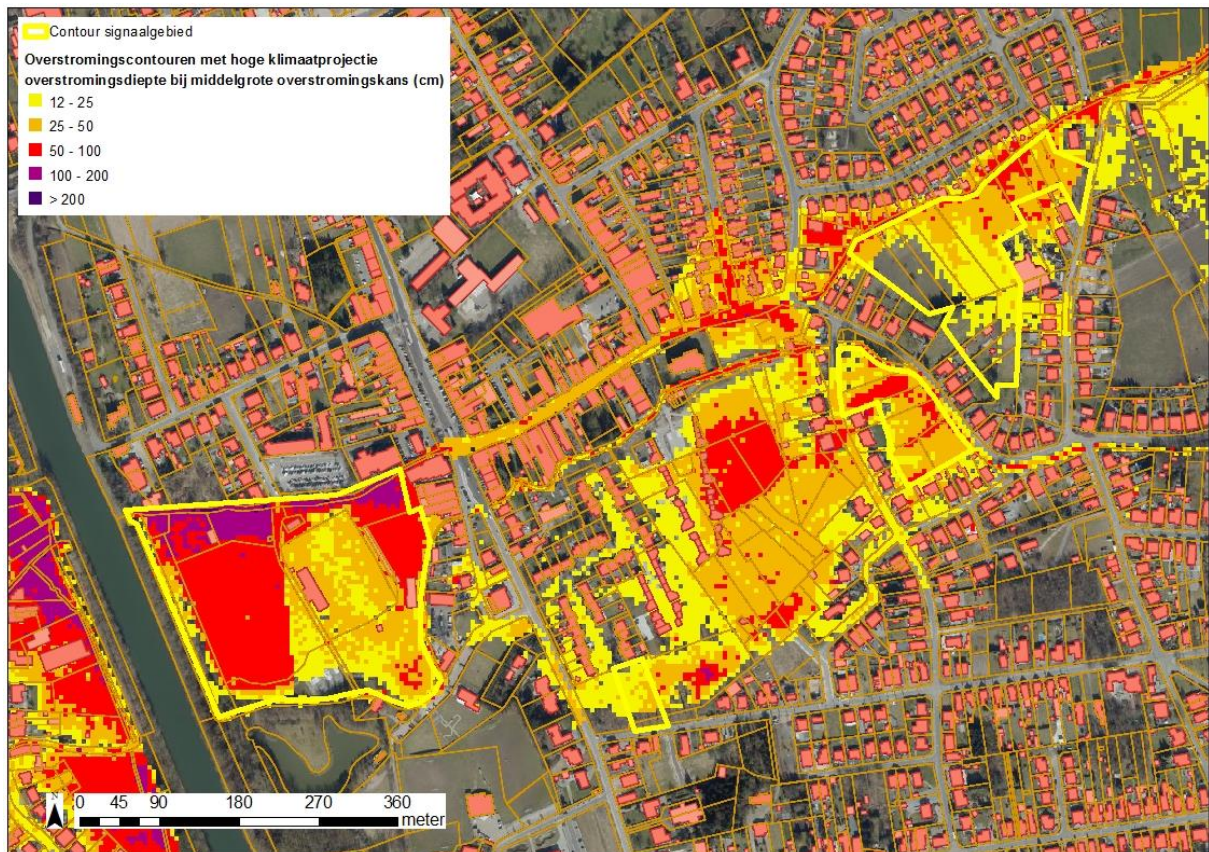 Contour signaalgebied
Overstromingscontouren met hoge klimaatprojectie
overstromingsdiepte bij middelgrote overstromingskans (cm)
12 - 25
25 - 50
50 - 100
100 - 200
> 200
N
0 45 90 180 270 360
meter